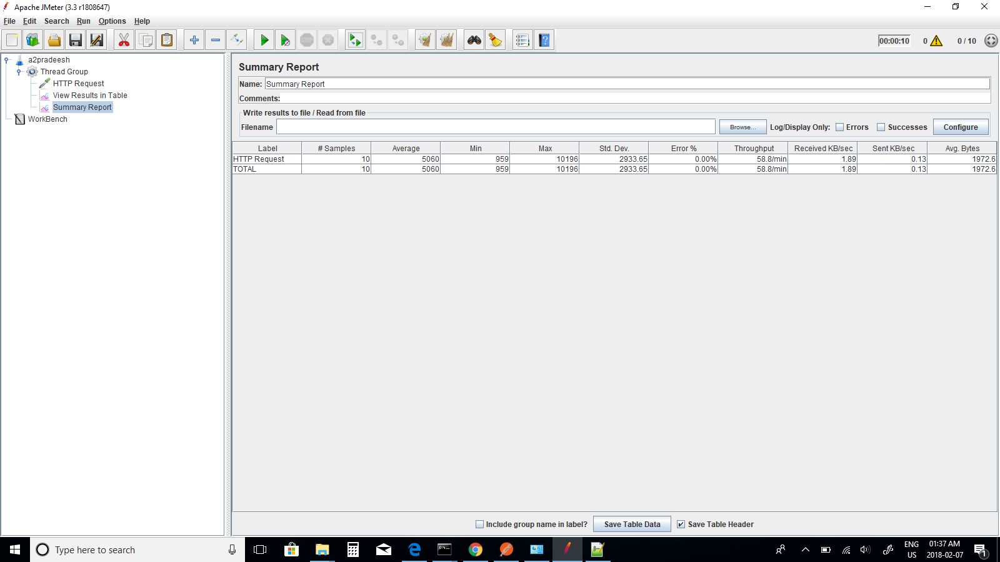 Apache JMeter (3.3 r1808647)
File Edit Search Run Options Help
00:00:10 0 0 / 10
a2pradeesh
Thread Group
HTTP Request
View Results in Table
Summary Report
WorkBench
Summary Report
Name: Summary Report
Comments:
Write results to file / Read from file
Filename Browse... Log/Display Only: Errors Successes Configure
Label # Samples Average Min Max Std. Dev. Error % Throughput Received KB/sec Sent KB/sec Avg. Bytes
HTTP Request 10 5060 959 10196 2933.65 0.00% 58.8/min 1.89 0.13 1972.6
TOTAL 10 5060 959 10196 2933.65 0.00% 58.8/min 1.89 0.13 1972.6
Include group name in label? Save Table Data Save Table Header
Type here to search
ENG
US
01:37 AM
2018-02-07
1